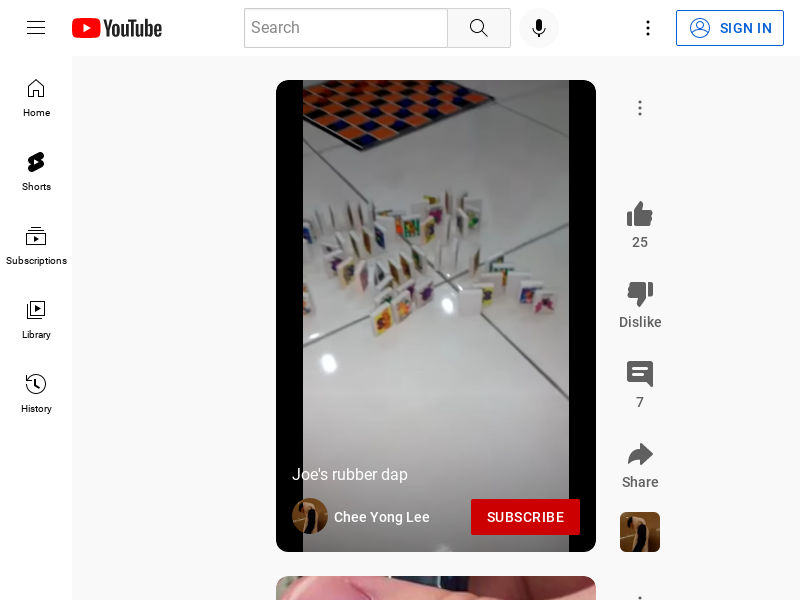 YouTube
Search
SIGN IN
Home
Shorts
Subscriptions
Library
History
25
Dislike
7
Share
Joe's rubber dap
Chee Yong Lee
SUBSCRIBE